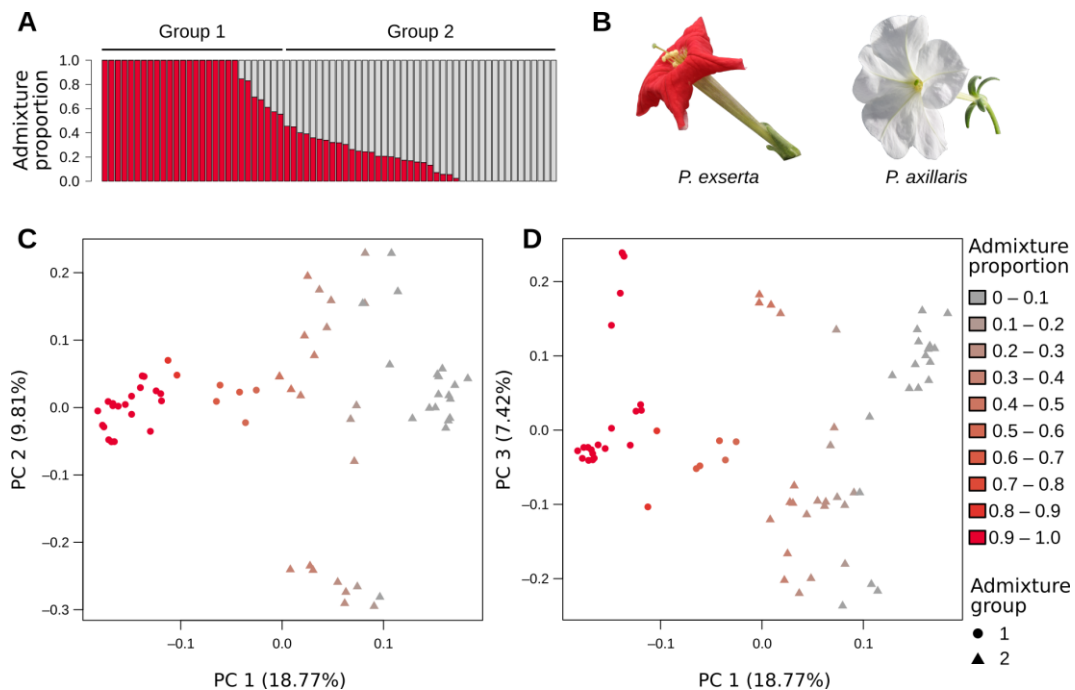 A
Group 1
Group 2
Admixture
proportion
1.0
0.8
0.6
0.4
0.2
0.0
B
P. exserta
P. axillaris
C
PC 2 (9.81%)
0.2
0.1
0.0
–0.1
–0.2
–0.3
–0.1
0.0
0.1
PC 1 (18.77%)
D
PC 3 (7.42%)
0.2
0.1
0.0
–0.1
–0.2
–0.1
0.0
0.1
PC 1 (18.77%)
Admixture
proportion
0 – 0.1
0.1 – 0.2
0.2 – 0.3
0.3 – 0.4
0.4 – 0.5
0.5 – 0.6
0.6 – 0.7
0.7 – 0.8
0.8 – 0.9
0.9 – 1.0
Admixture
group
1
2